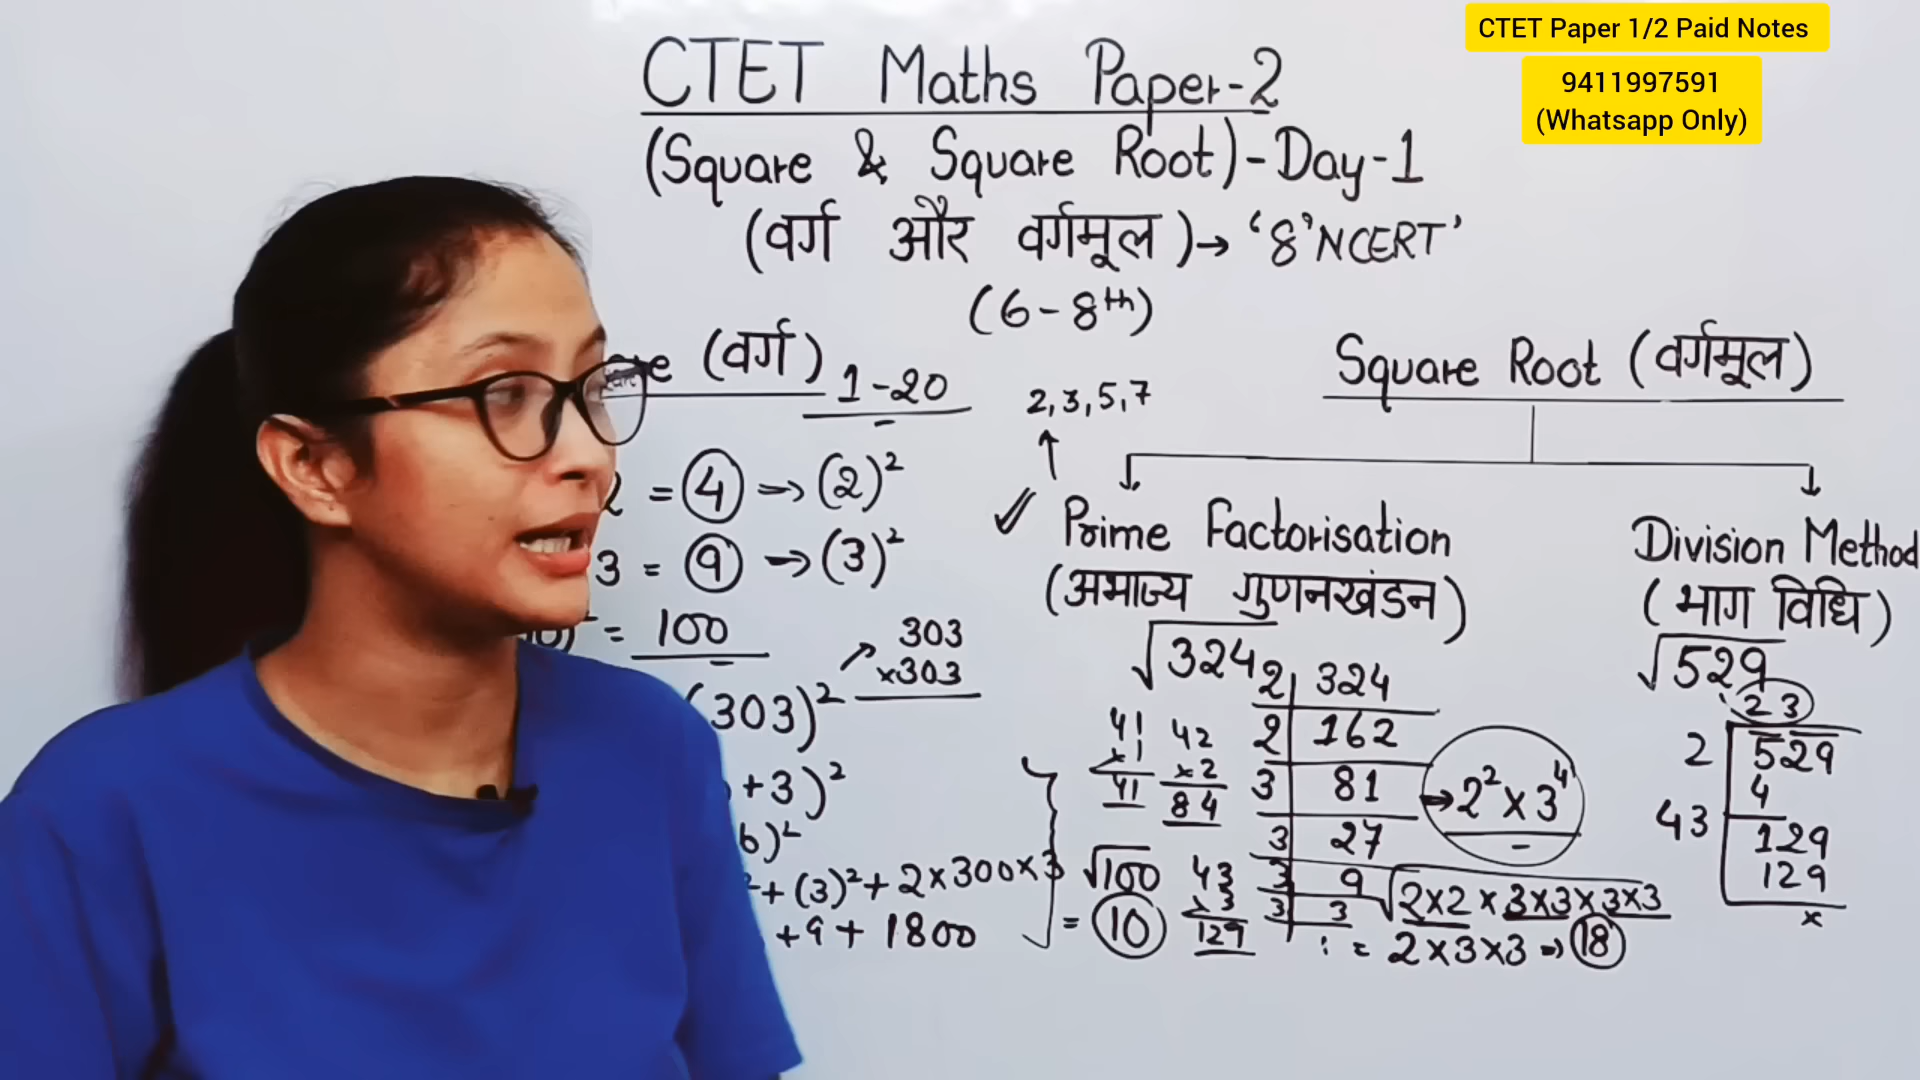 CTET Paper 1/2 Paid Notes
9411997591
(Whatsapp Only)
CTET Maths Paper-2
(Square & Square Root)-Day-1
(वर्ग और वर्गमूल)→ '8' NCERT'
(6-8th)
(वर्ग) 1-20
2 = 4 → (2)²
3 = 9 → (3)²
= 100
303
×303
(303)²
+3)²
b)²
+(3)²+2×300×3
+9+1800
√100
= 10
Square Root (वर्गमूल)
2,3,5,7
↑
✓ Prime Factorisation
(अभाज्य गुणनखंडन)
√324
2 | 324
2 | 162
3 | 81
3 | 27
3 | 9
3 | 3
→ 2²×3⁴
√2×2×3×3×3×3
= 2×3×3 → 18
41
×1
41
42
×2
84
43
×3
129
Division Method
(भाग विधि)
√529
23
2 | 529
4
43 | 129
129
×